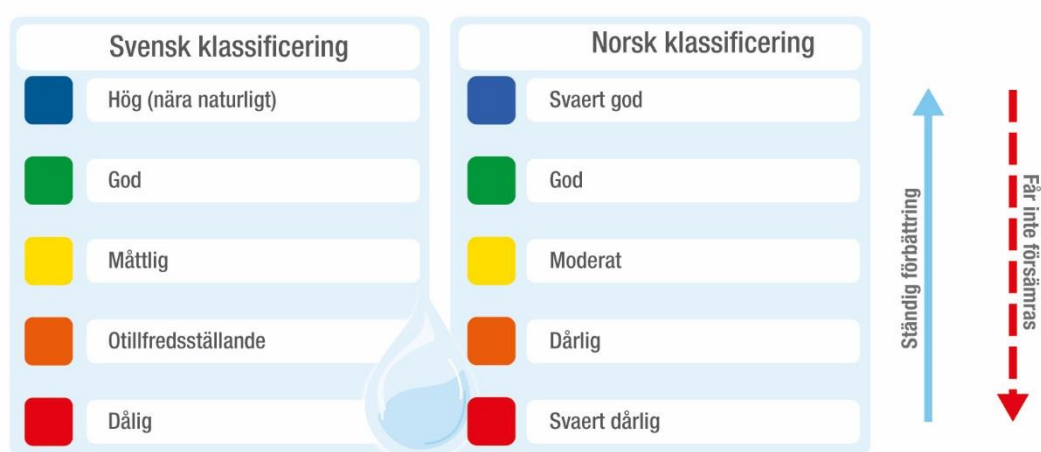 Svensk klassificering
Hög (nära naturligt)
God
Måttlig
Otillfredsställande
Dålig
Norsk klassificering
Svaert god
God
Moderat
Dårlig
Svaert dårlig
Ständig förbättring
Får inte försämras